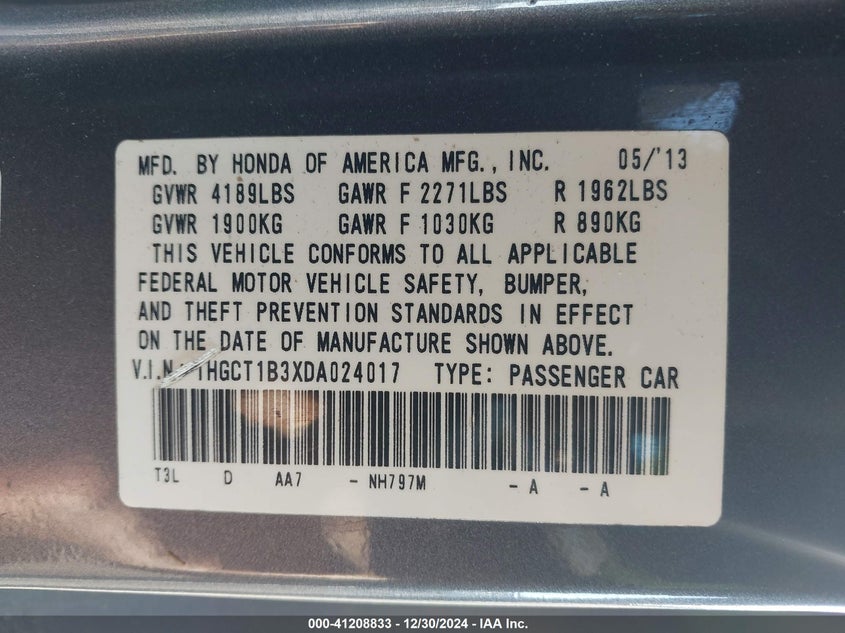 MFD. BY HONDA OF AMERICA MFG., INC. 05/'13
GVWR 4189LBS GAWR F 2271LBS R 1962LBS
GVWR 1900KG GAWR F 1030KG R 890KG
THIS VEHICLE CONFORMS TO ALL APPLICABLE
FEDERAL MOTOR VEHICLE SAFETY, BUMPER,
AND THEFT PREVENTION STANDARDS IN EFFECT
ON THE DATE OF MANUFACTURE SHOWN ABOVE.
V.I.N.: 1HGCT1B3XDA024017 TYPE: PASSENGER CAR
T3L D AA7 - NH797M - A - A
000-41208833 - 12/30/2024 - IAA Inc.